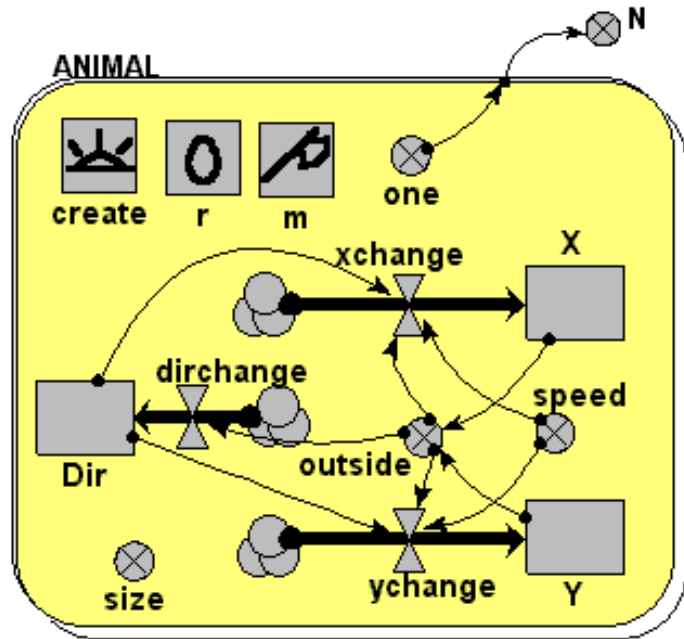 N
ANIMAL
create
r
m
one
xchange
X
dirchange
speed
outside
Dir
size
ychange
Y